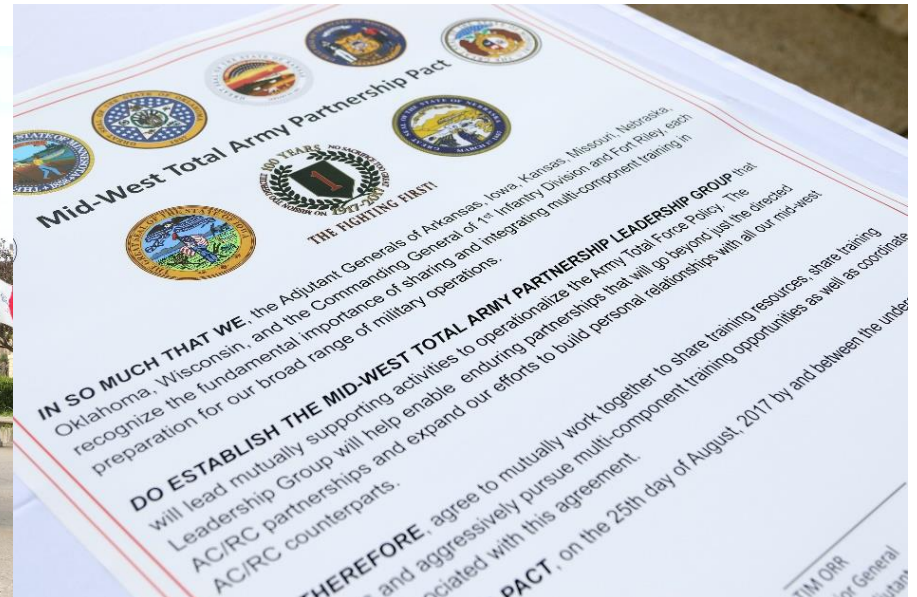 Mid-West Total Army Partnership Pact
100 YEARS
NO MISSION TOO DIFFICULT
NO SACRIFICE TOO GREAT
1
1917-2017
THE FIGHTING FIRST!
IN SO MUCH THAT WE, the Adjutant Generals of Arkansas, Iowa, Kansas, Missouri, Nebraska,
Oklahoma, Wisconsin, and the Commanding General of 1st Infantry Division and Fort Riley, each
recognize the fundamental importance of sharing and integrating multi-component training in
preparation for our broad range of military operations.
DO ESTABLISH THE MID-WEST TOTAL ARMY PARTNERSHIP LEADERSHIP GROUP that
will lead mutually supporting activities to operationalize the Army Total Force Policy. The
Leadership Group will help enable enduring partnerships that will go beyond just the directed
AC/RC partnerships and expand our efforts to build personal relationships with all our mid-west
AC/RC counterparts.
THEREFORE, agree to mutually work together to share training resources, share training
and aggressively pursue multi-component training opportunities as well as coordinate
with this agreement.
PACT, on the 25th day of August, 2017 by and between the
TIM ORR
General